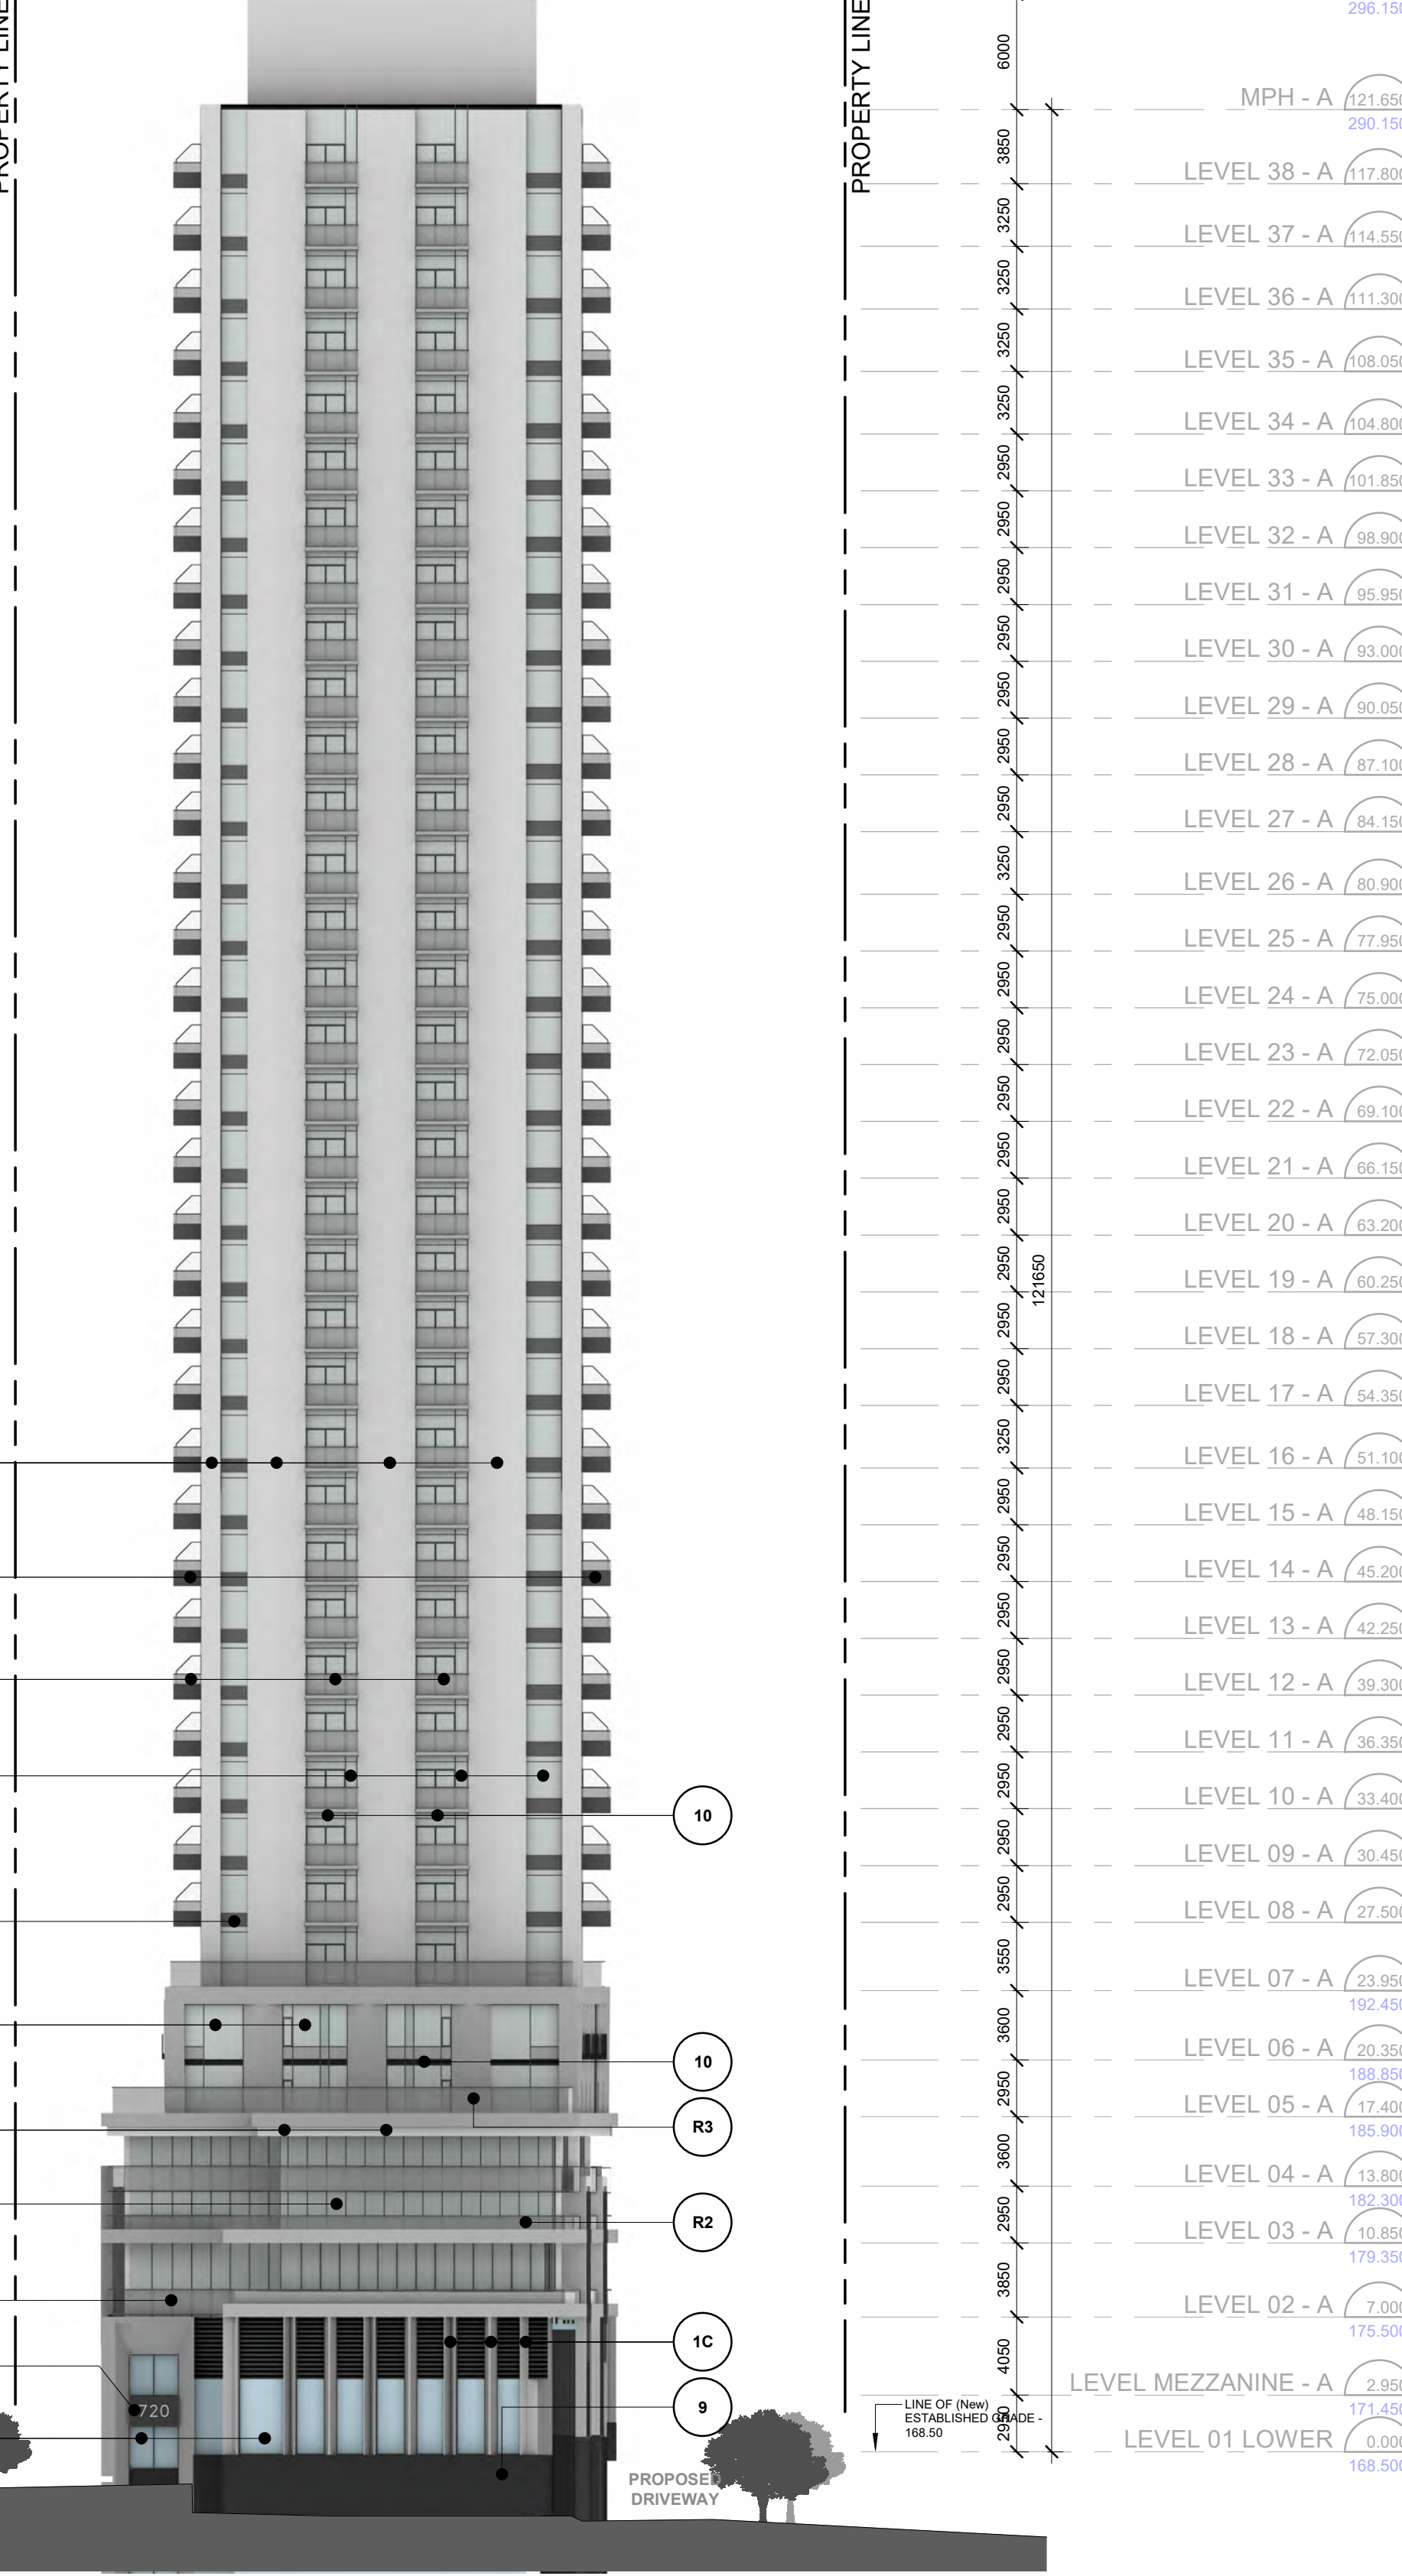 PROPERTY LINE
PROPERTY LINE
6000
296.150
MPH - A 121.650
290.150
3850
LEVEL 38 - A 117.800
3250
LEVEL 37 - A 114.550
3250
LEVEL 36 - A 111.300
3250
LEVEL 35 - A 108.050
3250
LEVEL 34 - A 104.800
2950
LEVEL 33 - A 101.850
2950
LEVEL 32 - A 98.900
2950
LEVEL 31 - A 95.950
2950
LEVEL 30 - A 93.000
2950
LEVEL 29 - A 90.050
2950
LEVEL 28 - A 87.100
2950
LEVEL 27 - A 84.150
3250
LEVEL 26 - A 80.900
2950
LEVEL 25 - A 77.950
2950
LEVEL 24 - A 75.000
2950
LEVEL 23 - A 72.050
2950
LEVEL 22 - A 69.100
2950
LEVEL 21 - A 66.150
2950
LEVEL 20 - A 63.200
2950
121650
LEVEL 19 - A 60.250
2950
LEVEL 18 - A 57.300
2950
LEVEL 17 - A 54.350
3250
LEVEL 16 - A 51.100
2950
LEVEL 15 - A 48.150
2950
LEVEL 14 - A 45.200
2950
LEVEL 13 - A 42.250
2950
LEVEL 12 - A 39.300
2950
LEVEL 11 - A 36.350
2950
LEVEL 10 - A 33.400
10
2950
LEVEL 09 - A 30.450
2950
LEVEL 08 - A 27.500
3550
LEVEL 07 - A 23.950
192.450
3600
LEVEL 06 - A 20.350
188.850
10
2950
LEVEL 05 - A 17.400
185.900
R3
3600
LEVEL 04 - A 13.800
182.300
2950
LEVEL 03 - A 10.850
179.350
R2
3850
LEVEL 02 - A 7.000
175.500
1C
4050
LEVEL MEZZANINE - A 2.950
171.450
9
720
LINE OF (New)
ESTABLISHED GRADE -
168.50
2950
LEVEL 01 LOWER 0.000
168.500
PROPOSED
DRIVEWAY